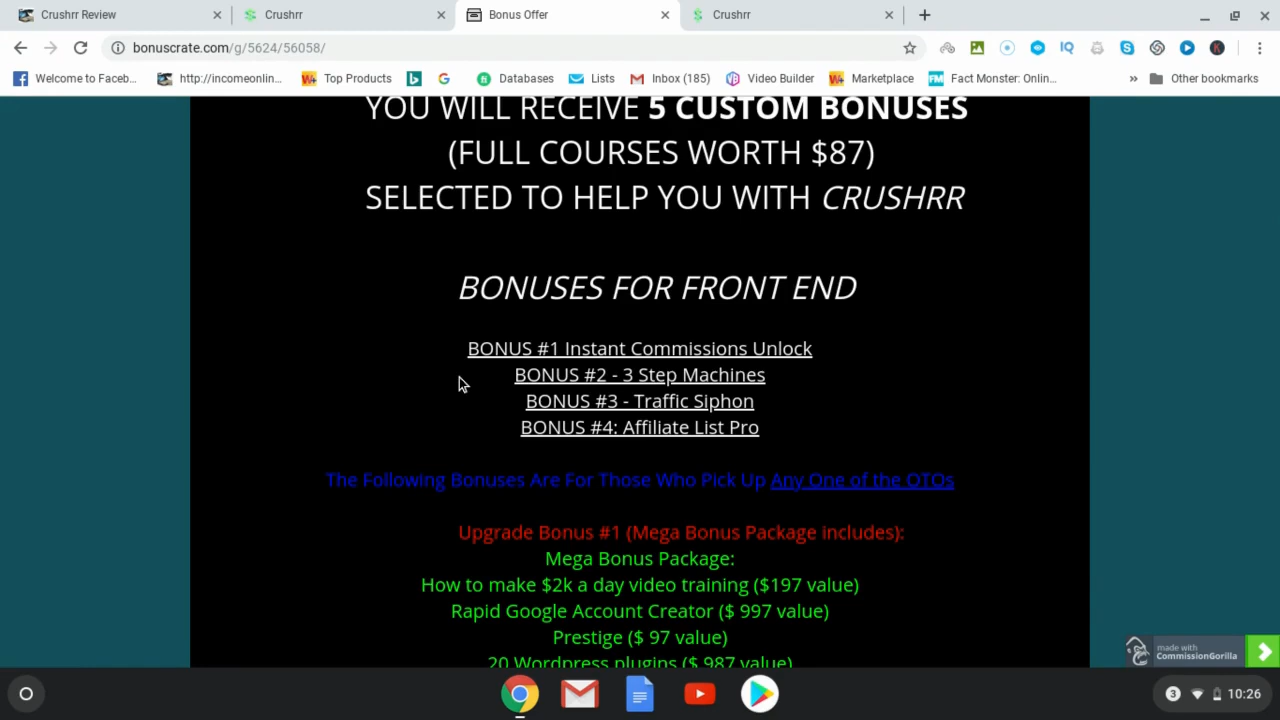 Crushrr Review
Crushrr
Bonus Offer
Crushrr
bonuscrate.com/g/5624/56058/
Welcome to Faceb...
http://incomeonlin...
Top Products
Databases
Lists
Inbox (185)
Video Builder
Marketplace
Fact Monster: Onlin...
» Other bookmarks
YOU WILL RECEIVE 5 CUSTOM BONUSES
(FULL COURSES WORTH $87)
SELECTED TO HELP YOU WITH CRUSHRR
BONUSES FOR FRONT END
BONUS #1 Instant Commissions Unlock
BONUS #2 - 3 Step Machines
BONUS #3 - Traffic Siphon
BONUS #4: Affiliate List Pro
The Following Bonuses Are For Those Who Pick Up Any One of the OTOs
Upgrade Bonus #1 (Mega Bonus Package includes):
Mega Bonus Package:
How to make $2k a day video training ($197 value)
Rapid Google Account Creator ($ 997 value)
Prestige ($ 97 value)
20 Wordpress plugins ($ 987 value)
made with
CommissionGorilla
3 10:26